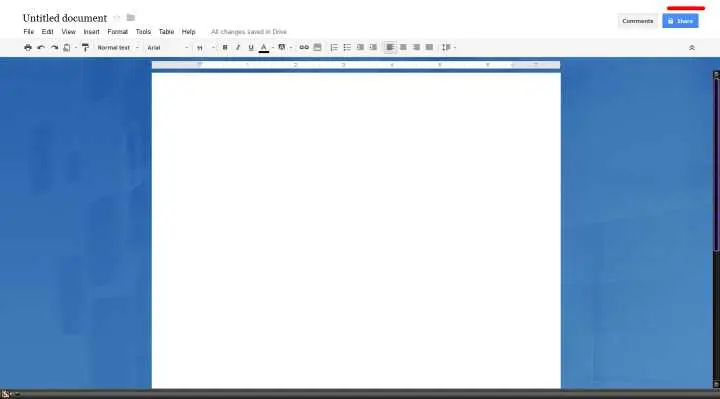 Untitled document
Comments
Share
File Edit View Insert Format Tools Table Help All changes saved in Drive
Normal text Arial 11 B I U A
1 2 3 4 5 6 7